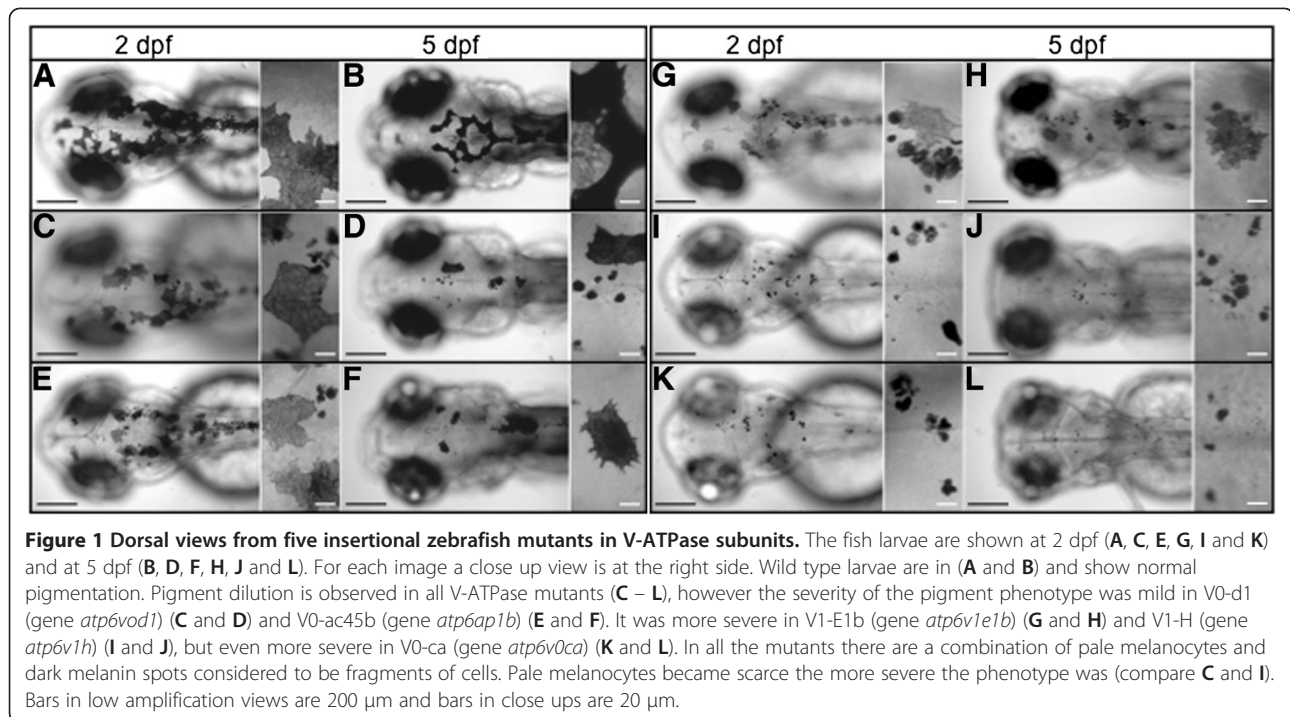 2 dpf 5 dpf 2 dpf 5 dpf
A B G H
C D I J
E F K L
Figure 1 Dorsal views from five insertional zebrafish mutants in V-ATPase subunits. The fish larvae are shown at 2 dpf (A, C, E, G, I and K)
and at 5 dpf (B, D, F, H, J and L). For each image a close up view is at the right side. Wild type larvae are in (A and B) and show normal
pigmentation. Pigment dilution is observed in all V-ATPase mutants (C – L), however the severity of the pigment phenotype was mild in V0-d1
(gene atp6vod1) (C and D) and V0-ac45b (gene atp6ap1b) (E and F). It was more severe in V1-E1b (gene atp6v1e1b) (G and H) and V1-H (gene
atp6v1h) (I and J), but even more severe in V0-ca (gene atp6v0ca) (K and L). In all the mutants there are a combination of pale melanocytes and
dark melanin spots considered to be fragments of cells. Pale melanocytes became scarce the more severe the phenotype was (compare C and I).
Bars in low amplification views are 200 μm and bars in close ups are 20 μm.